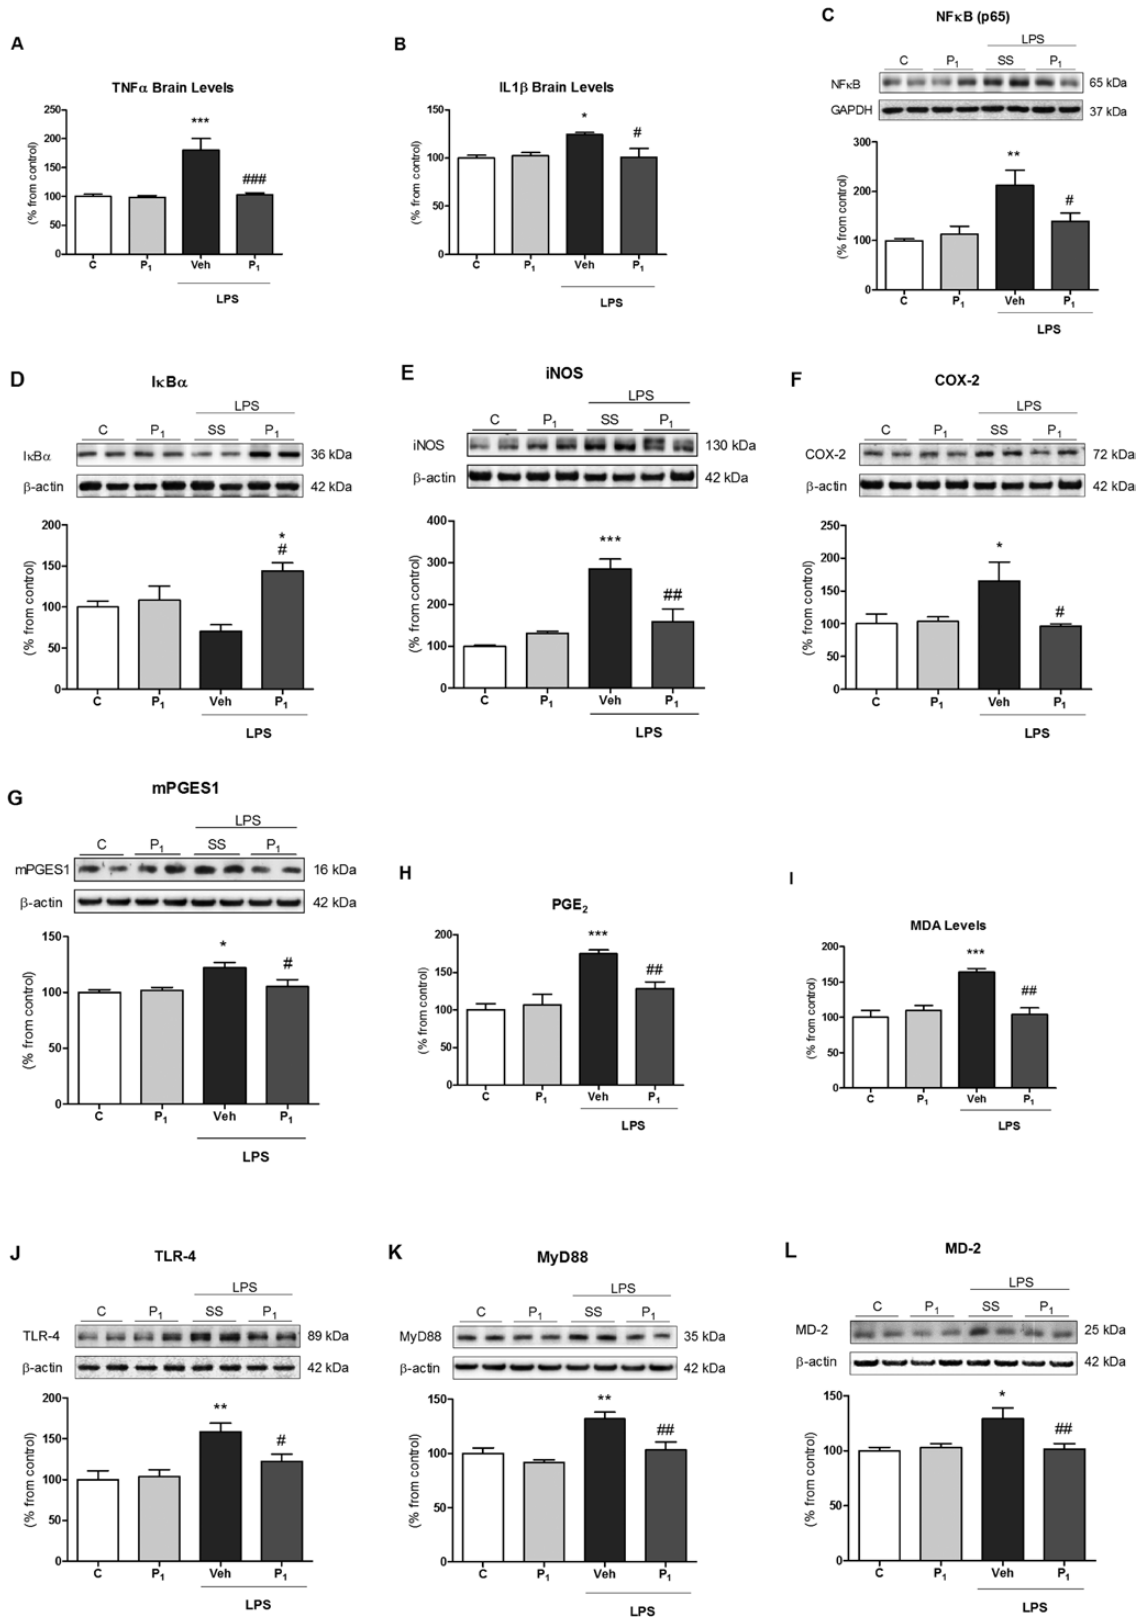 A
TNFα Brain Levels
(% from control)
250
200
150
100
50
0
***
###
C P1 Veh P1
LPS
B
IL1β Brain Levels
(% from control)
150
100
50
0
*
#
C P1 Veh P1
LPS
C
NFκB (p65)
LPS
C P1 SS P1
NFκB 65 kDa
GAPDH 37 kDa
(% from control)
300
200
100
0
**
#
C P1 Veh P1
LPS
D
IκBα
LPS
C P1 SS P1
IκBα 36 kDa
β-actin 42 kDa
(% from control)
200
150
100
50
0
*
#
C P1 Veh P1
LPS
E
iNOS
LPS
C P1 SS P1
iNOS 130 kDa
β-actin 42 kDa
(% from control)
400
300
200
100
0
***
##
C P1 Veh P1
LPS
F
COX-2
LPS
C P1 SS P1
COX-2 72 kDa
β-actin 42 kDa
(% from control)
250
200
150
100
50
0
*
#
C P1 Veh P1
LPS
G
mPGES1
LPS
C P1 SS P1
mPGES1 16 kDa
β-actin 42 kDa
(% from control)
150
100
50
0
*
#
C P1 Veh P1
LPS
H
PGE2
(% from control)
200
150
100
50
0
***
##
C P1 Veh P1
LPS
I
MDA Levels
(% from control)
200
150
100
50
0
***
##
C P1 Veh P1
LPS
J
TLR-4
LPS
C P1 SS P1
TLR-4 89 kDa
β-actin 42 kDa
(% from control)
200
150
100
50
0
**
#
C P1 Veh P1
LPS
K
MyD88
LPS
C P1 SS P1
MyD88 35 kDa
β-actin 42 kDa
(% from control)
150
100
50
0
**
##
C P1 Veh P1
LPS
L
MD-2
LPS
C P1 SS P1
MD-2 25 kDa
β-actin 42 kDa
(% from control)
150
100
50
0
*
##
C P1 Veh P1
LPS